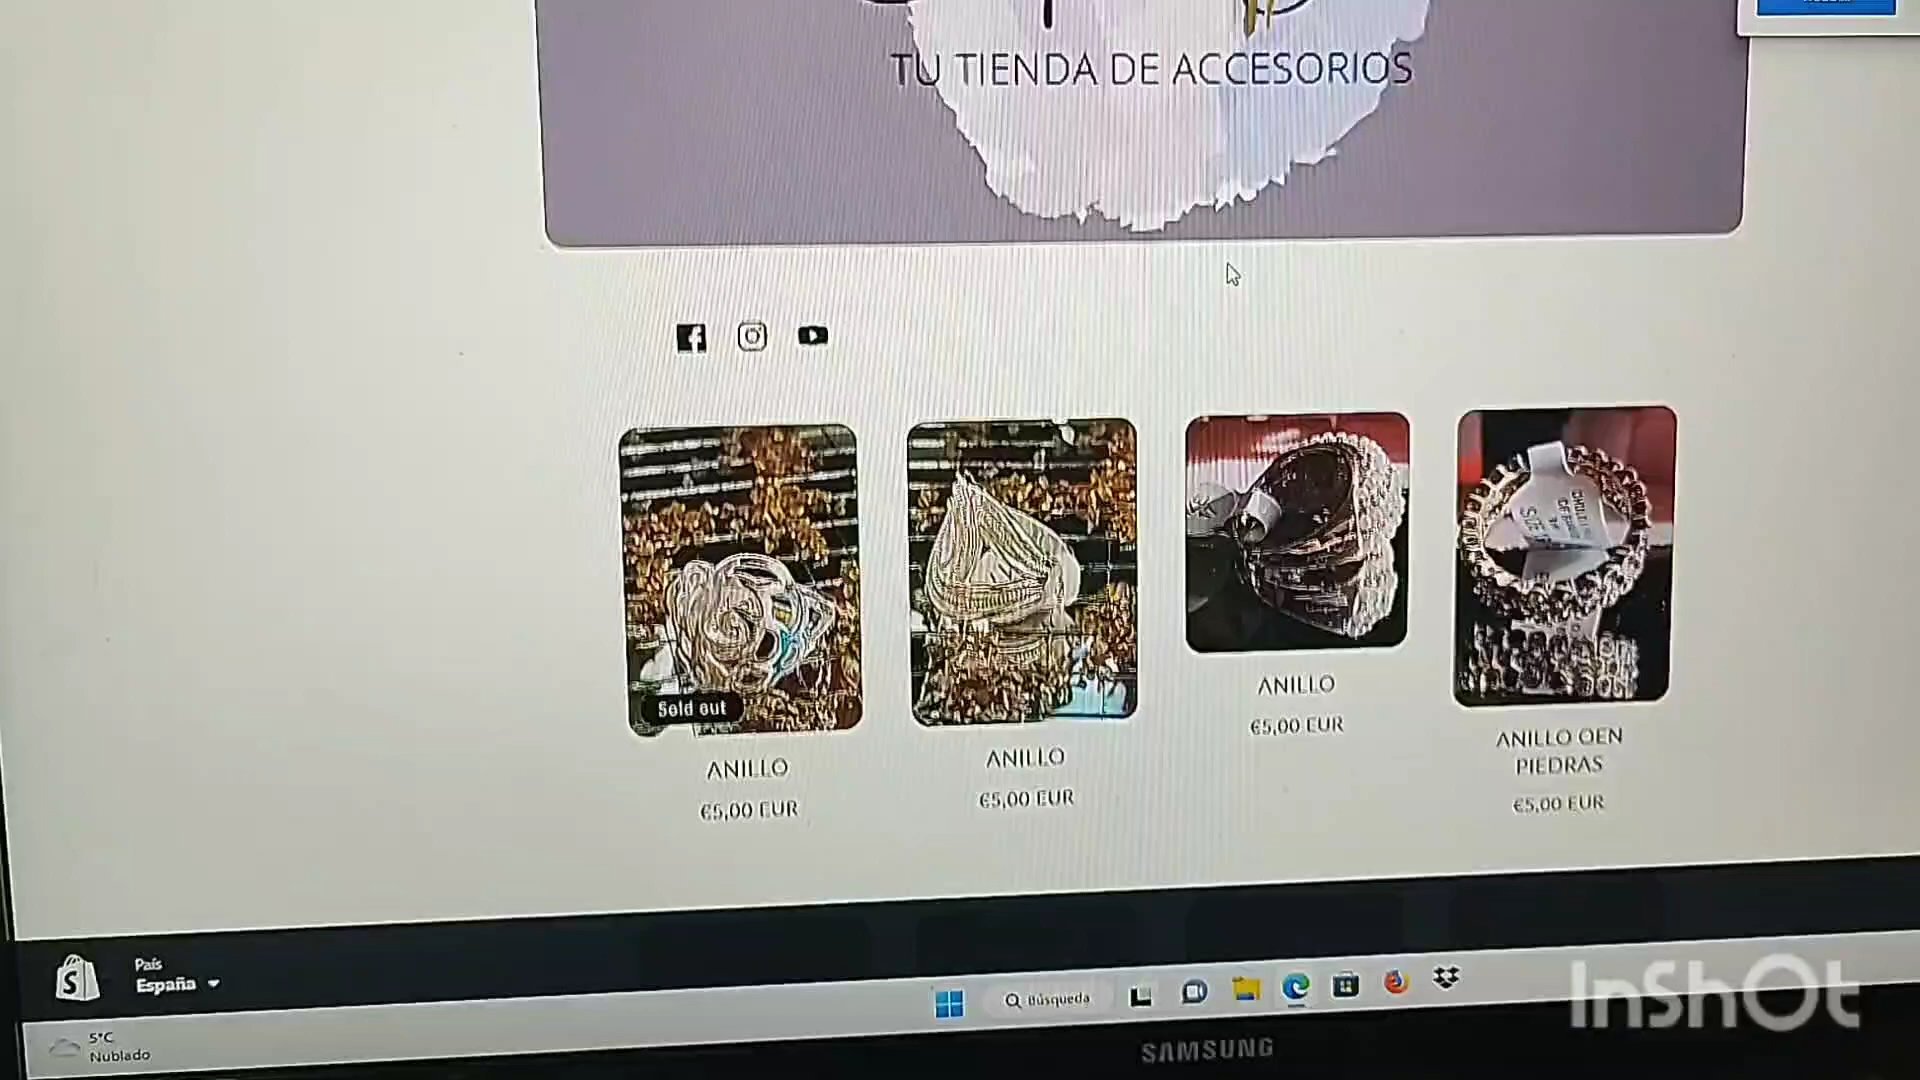 TU TIENDA DE ACCESORIOS
Sold out
ANILLO
€5,00 EUR
ANILLO
€5,00 EUR
ANILLO
€5,00 EUR
ANILLO OEN
PIEDRAS
€5,00 EUR
País
España
Búsqueda
5°C
Nublado
SAMSUNG
InShOt